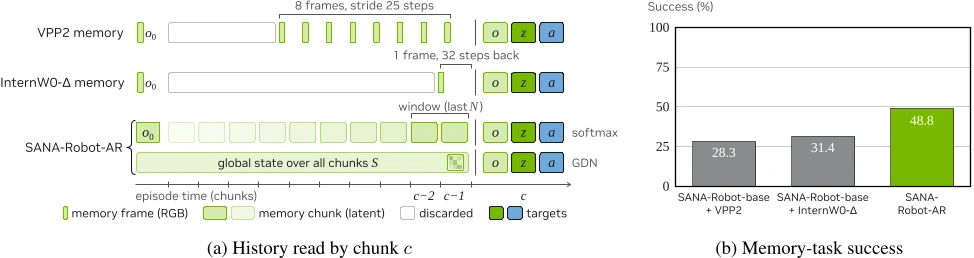 8 frames, stride 25 steps
VPP2 memory
o₀
o z a
1 frame, 32 steps back
InternW0-Δ memory
o₀
o z a
window (last N)
SANA-Robot-AR
o₀
o z a
softmax
global state over all chunks S
o z a
GDN
episode time (chunks)
c−2 c−1 c
memory frame (RGB) memory chunk (latent) discarded targets
(a) History read by chunk c
Success (%)
100
75
50
25
0
28.3
31.4
48.8
SANA-Robot-base
+ VPP2
SANA-Robot-base
+ InternW0-Δ
SANA-
Robot-AR
(b) Memory-task success